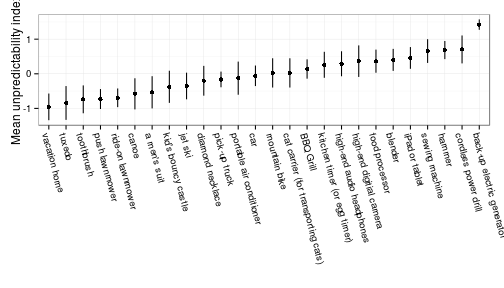 Mean unpredictability index
1
0
-1
vacation home
tuxedo
toothbrush
push lawnmower
ride on lawnmower
canoe
a men's suit
kid's bouncy castle
jet ski
diamond necklace
pick-up truck
portable air conditioner
car
mountain bike
cat carrier (for transporting cats)
BBQ Grill
kitchen timer (or egg timer)
high-end audio headphones
high-end digital camera
food processor
blender
iPad or tablet
sewing machine
hammer
cordless power drill
back-up electric generator